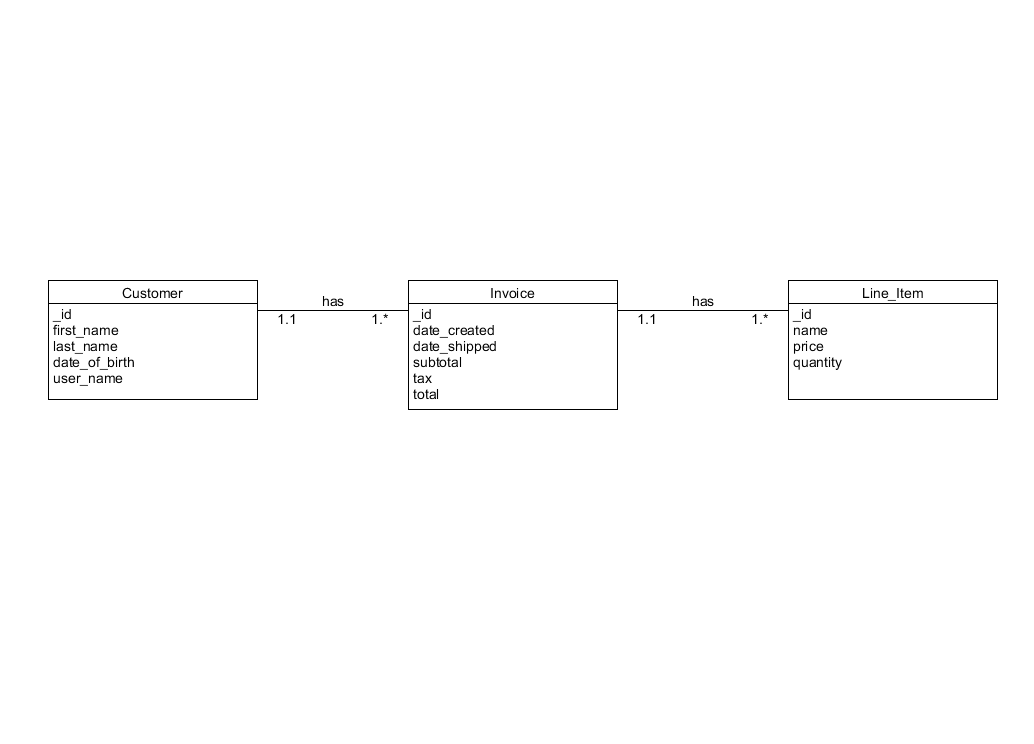 Customer
_id
first_name
last_name
date_of_birth
user_name
has
1.1
1.*
Invoice
_id
date_created
date_shipped
subtotal
tax
total
has
1.1
1.*
Line_Item
_id
name
price
quantity